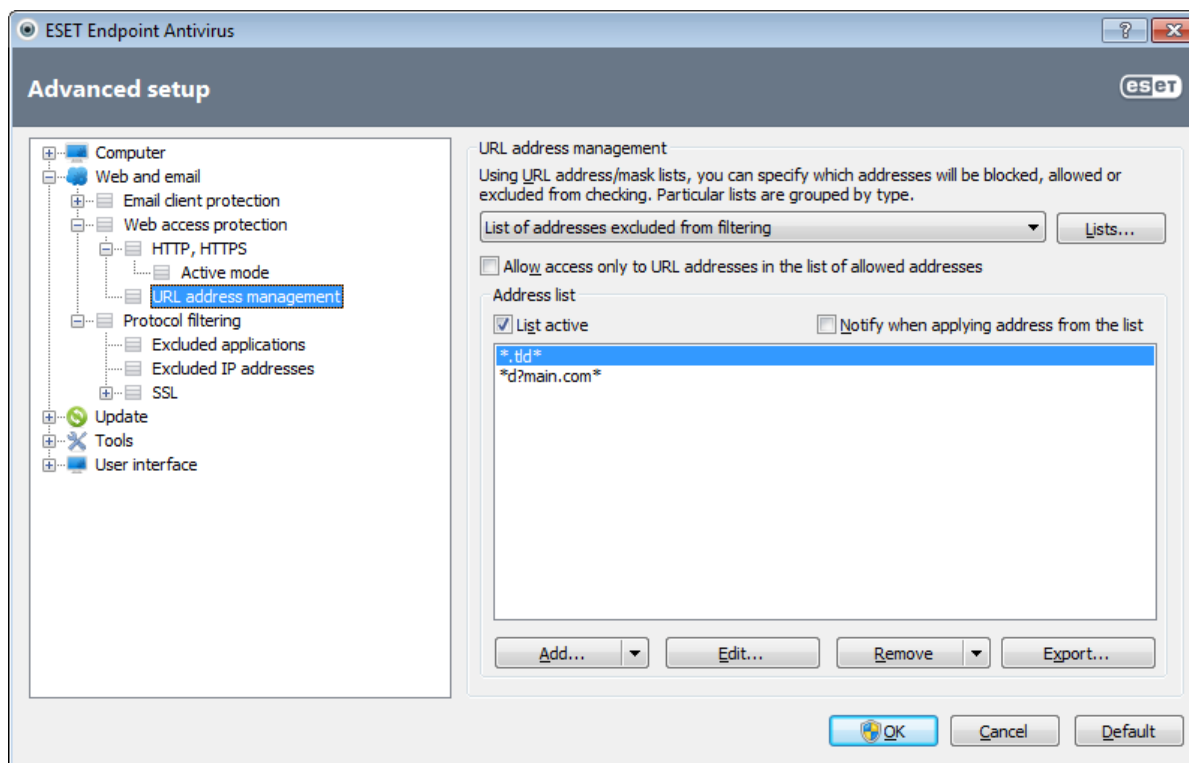 ESET Endpoint Antivirus
?
Advanced setup
eset
Computer
Web and email
Email client protection
Web access protection
HTTP, HTTPS
Active mode
URL address management
Protocol filtering
Excluded applications
Excluded IP addresses
SSL
Update
Tools
User interface
URL address management
Using URL address/mask lists, you can specify which addresses will be blocked, allowed or
excluded from checking. Particular lists are grouped by type.
List of addresses excluded from filtering
Lists...
Allow access only to URL addresses in the list of allowed addresses
Address list
List active
Notify when applying address from the list
*.tld*
*d?main.com*
Add...
Edit...
Remove
Export...
OK
Cancel
Default